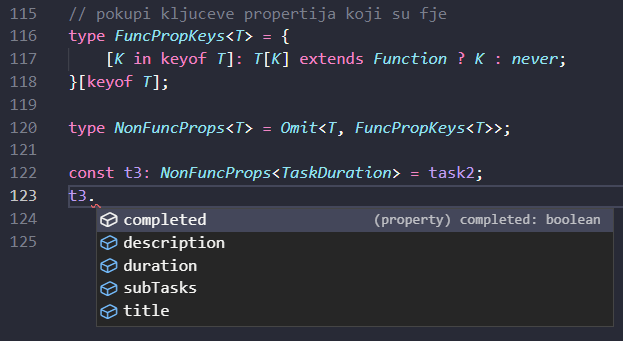 115 // pokupi kljuceve propertija koji su fje
116 type FuncPropKeys<T> = {
117 [K in keyof T]: T[K] extends Function ? K : never;
118 }[keyof T];
119
120 type NonFuncProps<T> = Omit<T, FuncPropKeys<T>>;
121
122 const t3: NonFuncProps<TaskDuration> = task2;
123 t3.
124 completed (property) completed: boolean
125 description
duration
subTasks
title